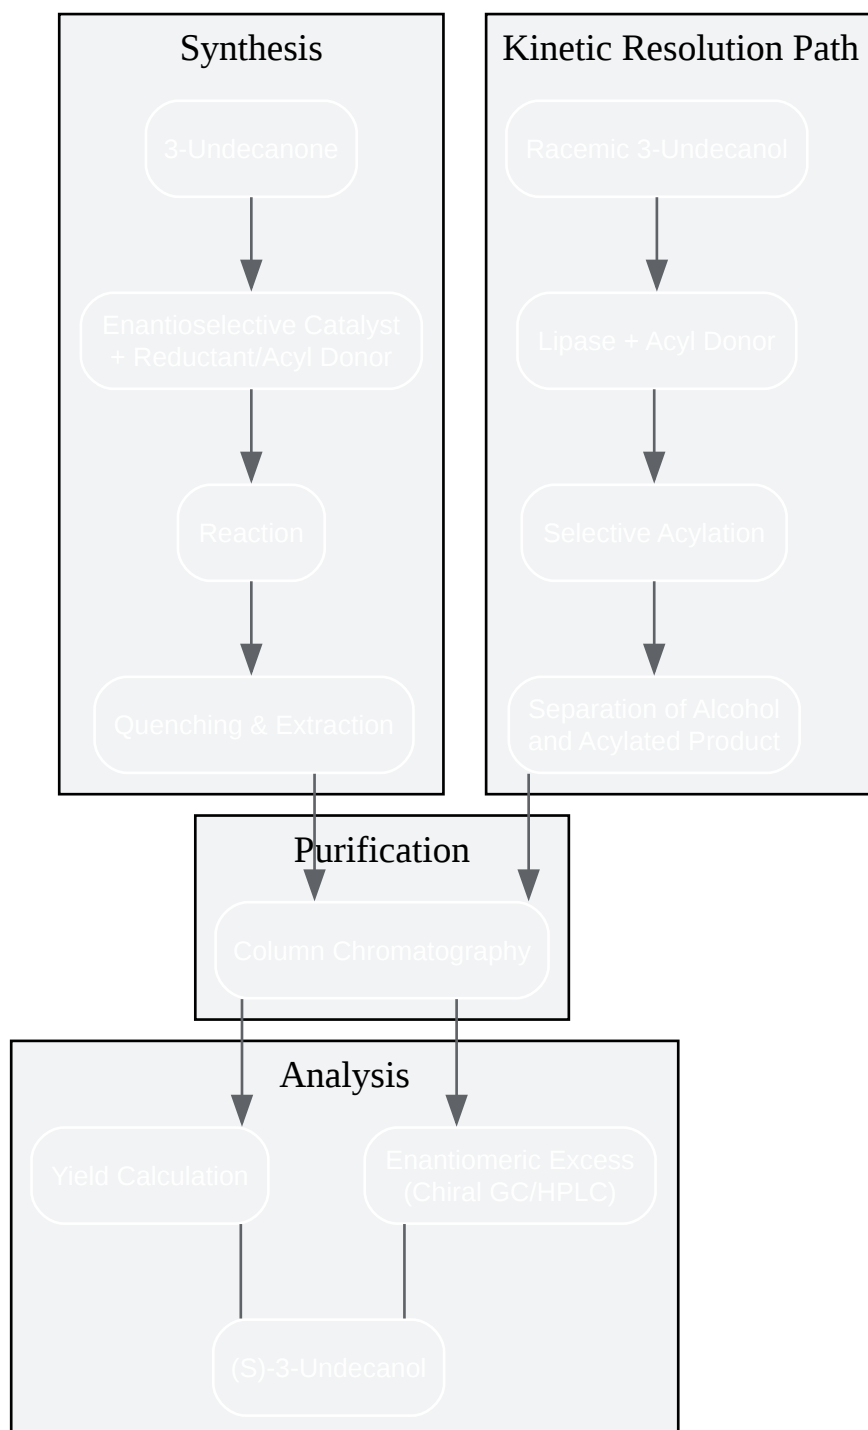 Synthesis
3-Undecanone
Enantioselective Catalyst
+ Reductant/Acyl Donor
Reaction
Quenching & Extraction
Kinetic Resolution Path
Racemic 3-Undecanol
Lipase + Acyl Donor
Selective Acylation
Separation of Alcohol
and Acylated Product
Purification
Column Chromatography
Analysis
Yield Calculation
Enantiomeric Excess
(Chiral GC/HPLC)
(S)-3-Undecanol